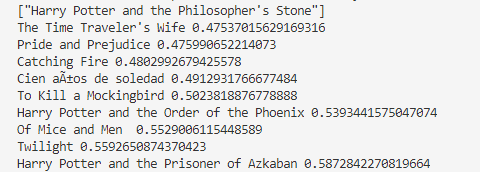 ["Harry Potter and the Philosopher's Stone"]
The Time Traveler's Wife 0.47537015629169316
Pride and Prejudice 0.475990652214073
Catching Fire 0.4802992679425578
Cien aÃ±os de soledad 0.4912931766677484
To Kill a Mockingbird 0.5023818876778888
Harry Potter and the Order of the Phoenix 0.5393441575047074
Of Mice and Men  0.5529006115448589
Twilight 0.5592650874370423
Harry Potter and the Prisoner of Azkaban 0.5872842270819664